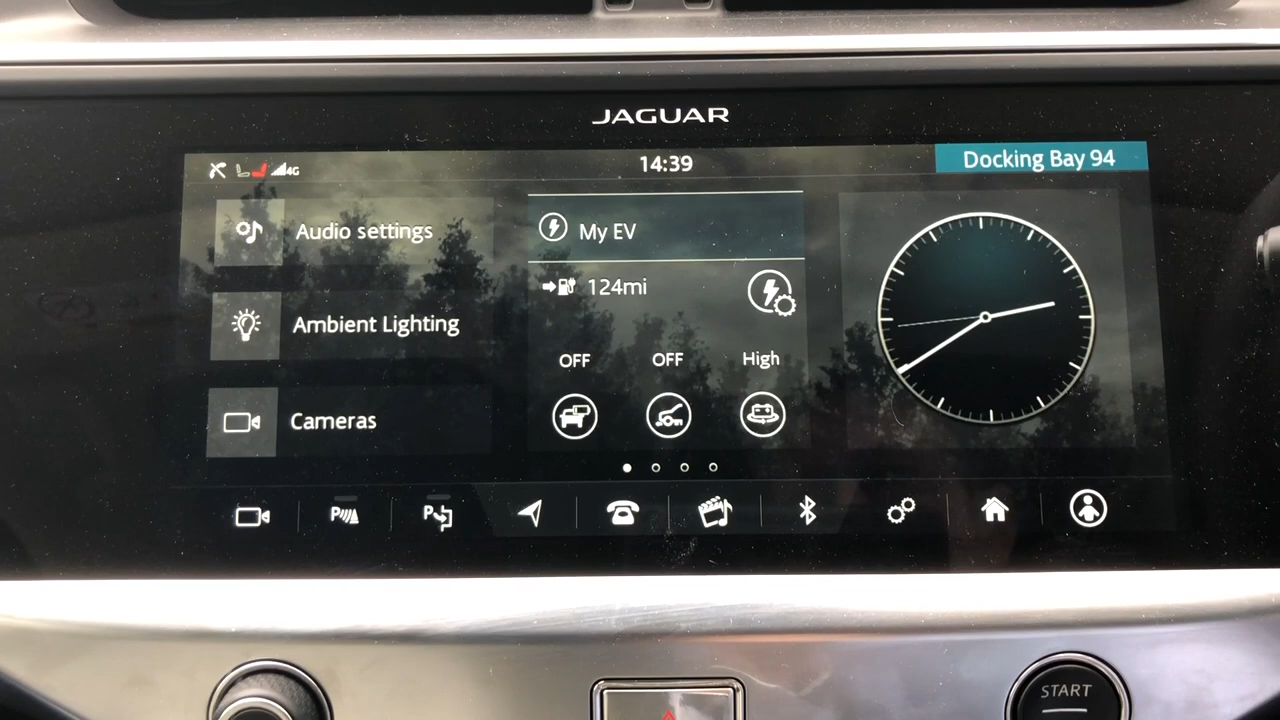 JAGUAR
4G
14:39
Docking Bay 94
Audio settings
My EV
124mi
Ambient Lighting
OFF
OFF
High
Cameras
P
P
START